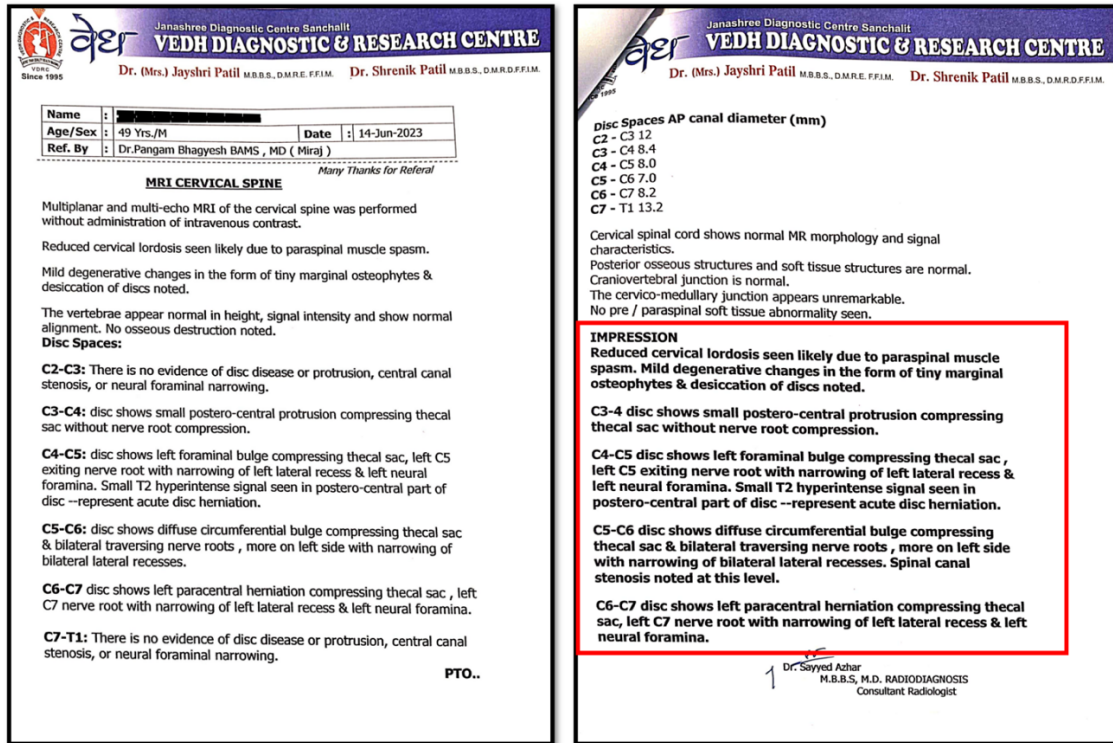 Janashree Diagnostic Centre Sanchalit
वेध VEDH DIAGNOSTIC & RESEARCH CENTRE
VDRC
Since 1995
Dr. (Mrs.) Jayshri Patil M.B.B.S., D.M.R.E. F.F.I.M. Dr. Shrenik Patil M.B.B.S., D.M.R.D.F.F.I.M.
Name :
Age/Sex : 49 Yrs./M Date : 14-Jun-2023
Ref. By : Dr.Pangam Bhagyesh BAMS , MD ( Miraj )
Many Thanks for Referal
MRI CERVICAL SPINE
Multiplanar and multi-echo MRI of the cervical spine was performed
without administration of intravenous contrast.
Reduced cervical lordosis seen likely due to paraspinal muscle spasm.
Mild degenerative changes in the form of tiny marginal osteophytes &
desiccation of discs noted.
The vertebrae appear normal in height, signal intensity and show normal
alignment. No osseous destruction noted.
Disc Spaces:
C2-C3: There is no evidence of disc disease or protrusion, central canal
stenosis, or neural foraminal narrowing.
C3-C4: disc shows small postero-central protrusion compressing thecal
sac without nerve root compression.
C4-C5: disc shows left foraminal bulge compressing thecal sac, left C5
exiting nerve root with narrowing of left lateral recess & left neural
foramina. Small T2 hyperintense signal seen in postero-central part of
disc --represent acute disc herniation.
C5-C6: disc shows diffuse circumferential bulge compressing thecal sac
& bilateral traversing nerve roots , more on left side with narrowing of
bilateral lateral recesses.
C6-C7 disc shows left paracentral herniation compressing thecal sac , left
C7 nerve root with narrowing of left lateral recess & left neural foramina.
C7-T1: There is no evidence of disc disease or protrusion, central canal
stenosis, or neural foraminal narrowing.
PTO..
Janashree Diagnostic Centre Sanchalit
वेध VEDH DIAGNOSTIC & RESEARCH CENTRE
Dr. (Mrs.) Jayshri Patil M.B.B.S., D.M.R.E. F.F.I.M. Dr. Shrenik Patil M.B.B.S., D.M.R.D.F.F.I.M.
1995
Disc Spaces AP canal diameter (mm)
C2 - C3 12
C3 - C4 8.4
C4 - C5 8.0
C5 - C6 7.0
C6 - C7 8.2
C7 - T1 13.2
Cervical spinal cord shows normal MR morphology and signal
characteristics.
Posterior osseous structures and soft tissue structures are normal.
Craniovertebral junction is normal.
The cervico-medullary junction appears unremarkable.
No pre / paraspinal soft tissue abnormality seen.
IMPRESSION
Reduced cervical lordosis seen likely due to paraspinal muscle
spasm. Mild degenerative changes in the form of tiny marginal
osteophytes & desiccation of discs noted.
C3-4 disc shows small postero-central protrusion compressing
thecal sac without nerve root compression.
C4-C5 disc shows left foraminal bulge compressing thecal sac ,
left C5 exiting nerve root with narrowing of left lateral recess &
left neural foramina. Small T2 hyperintense signal seen in
postero-central part of disc --represent acute disc herniation.
C5-C6 disc shows diffuse circumferential bulge compressing
thecal sac & bilateral traversing nerve roots , more on left side
with narrowing of bilateral lateral recesses. Spinal canal
stenosis noted at this level.
C6-C7 disc shows left paracentral herniation compressing thecal
sac, left C7 nerve root with narrowing of left lateral recess & left
neural foramina.
Dr. Sayyed Azhar
M.B.B.S, M.D. RADIODIAGNOSIS
Consultant Radiologist